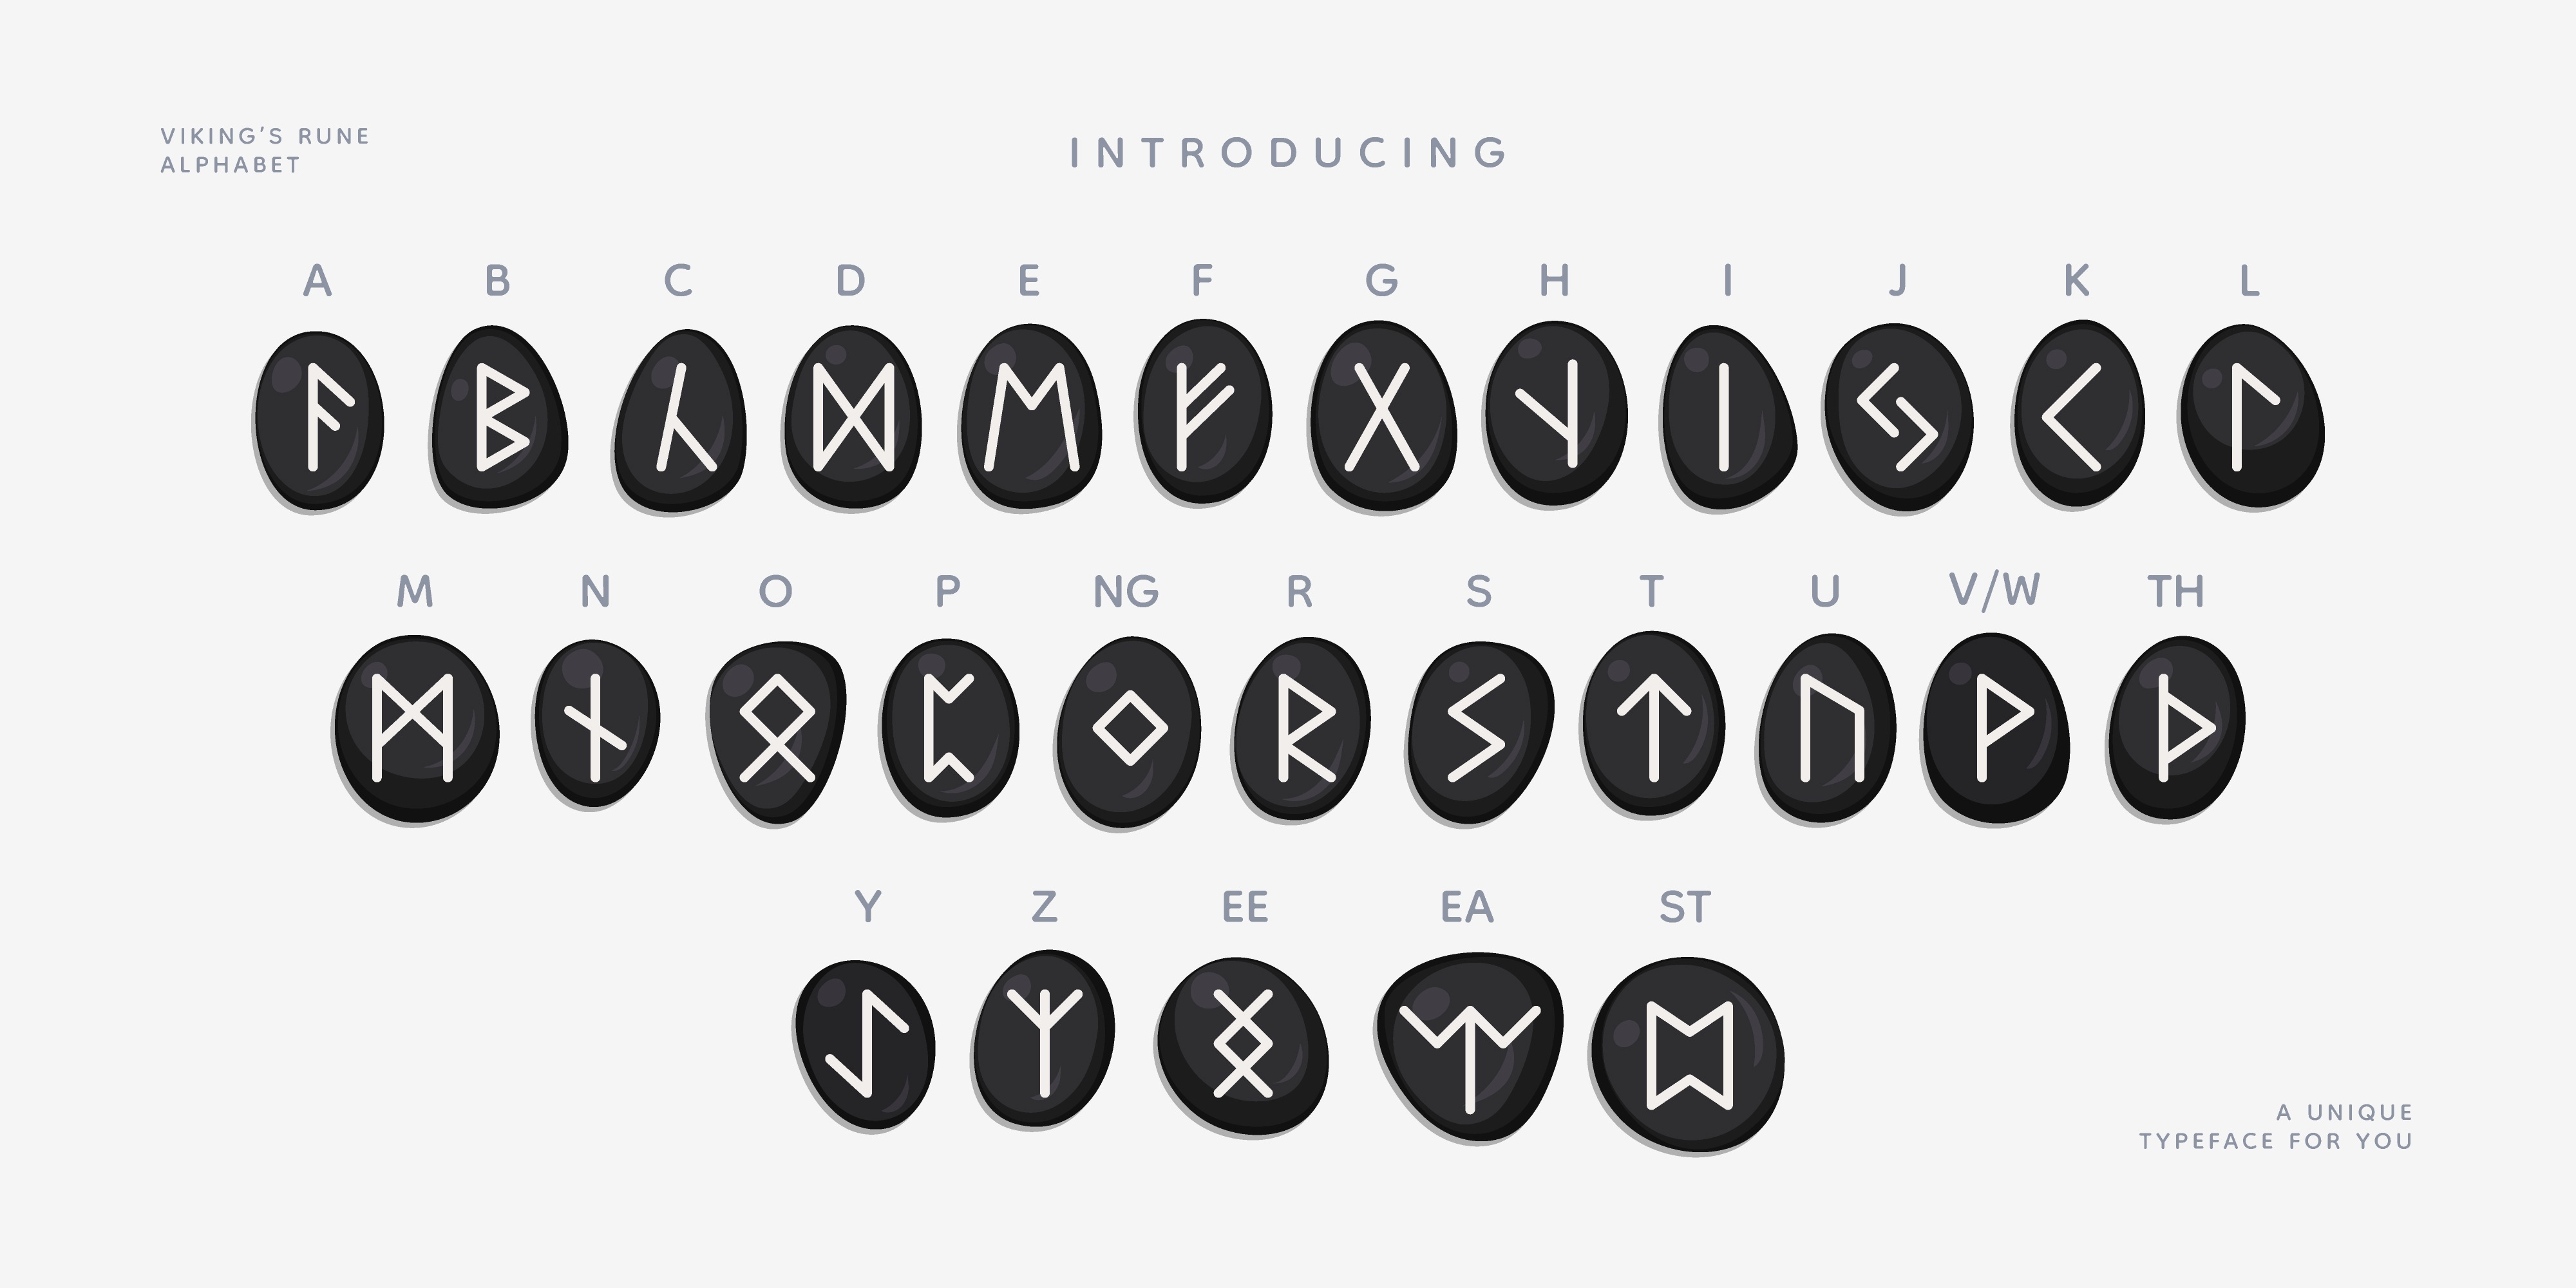 VIKING'S RUNE
ALPHABET
INTRODUCING
A B C D E F G H I J K L
ᚨ ᛒ ᚳ ᛞ ᛖ ᚠ ᚷ ᛁ ᛃ ᚲ ᛚ
M N O P NG R S T U V/W TH
ᛗ ᚾ ᛟ ᛈ ᛜ ᚱ ᛊ ᛏ ᚢ ᚹ ᚦ
Y Z EE EA ST
ᛇ ᛉ ᛝ ᛠ ᛥ
A UNIQUE
TYPEFACE FOR YOU